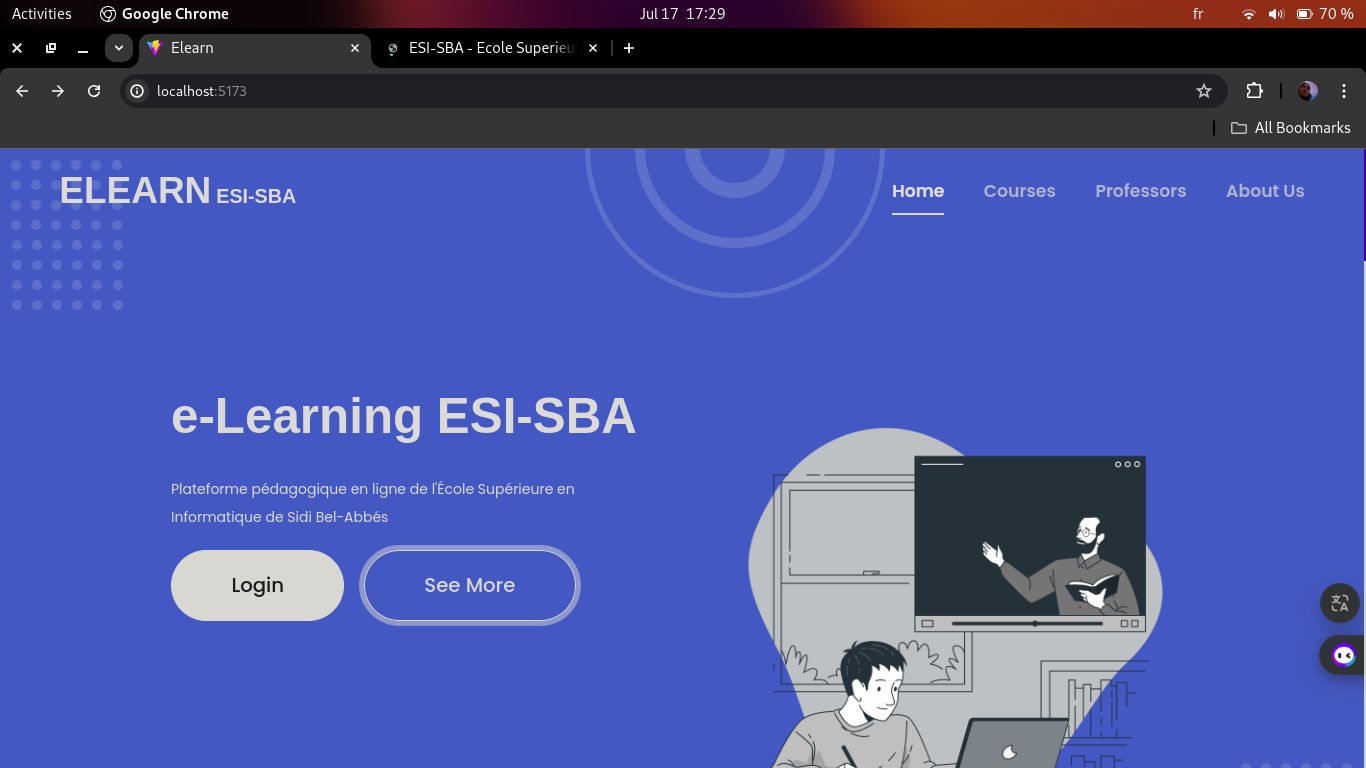 Activities Google Chrome Jul 17 17:29 fr 70 %
Elearn ESI-SBA - Ecole Superieu
localhost:5173
All Bookmarks
ELEARN ESI-SBA Home Courses Professors About Us
e-Learning ESI-SBA
Plateforme pédagogique en ligne de l'École Supérieure en
Informatique de Sidi Bel-Abbés
Login See More